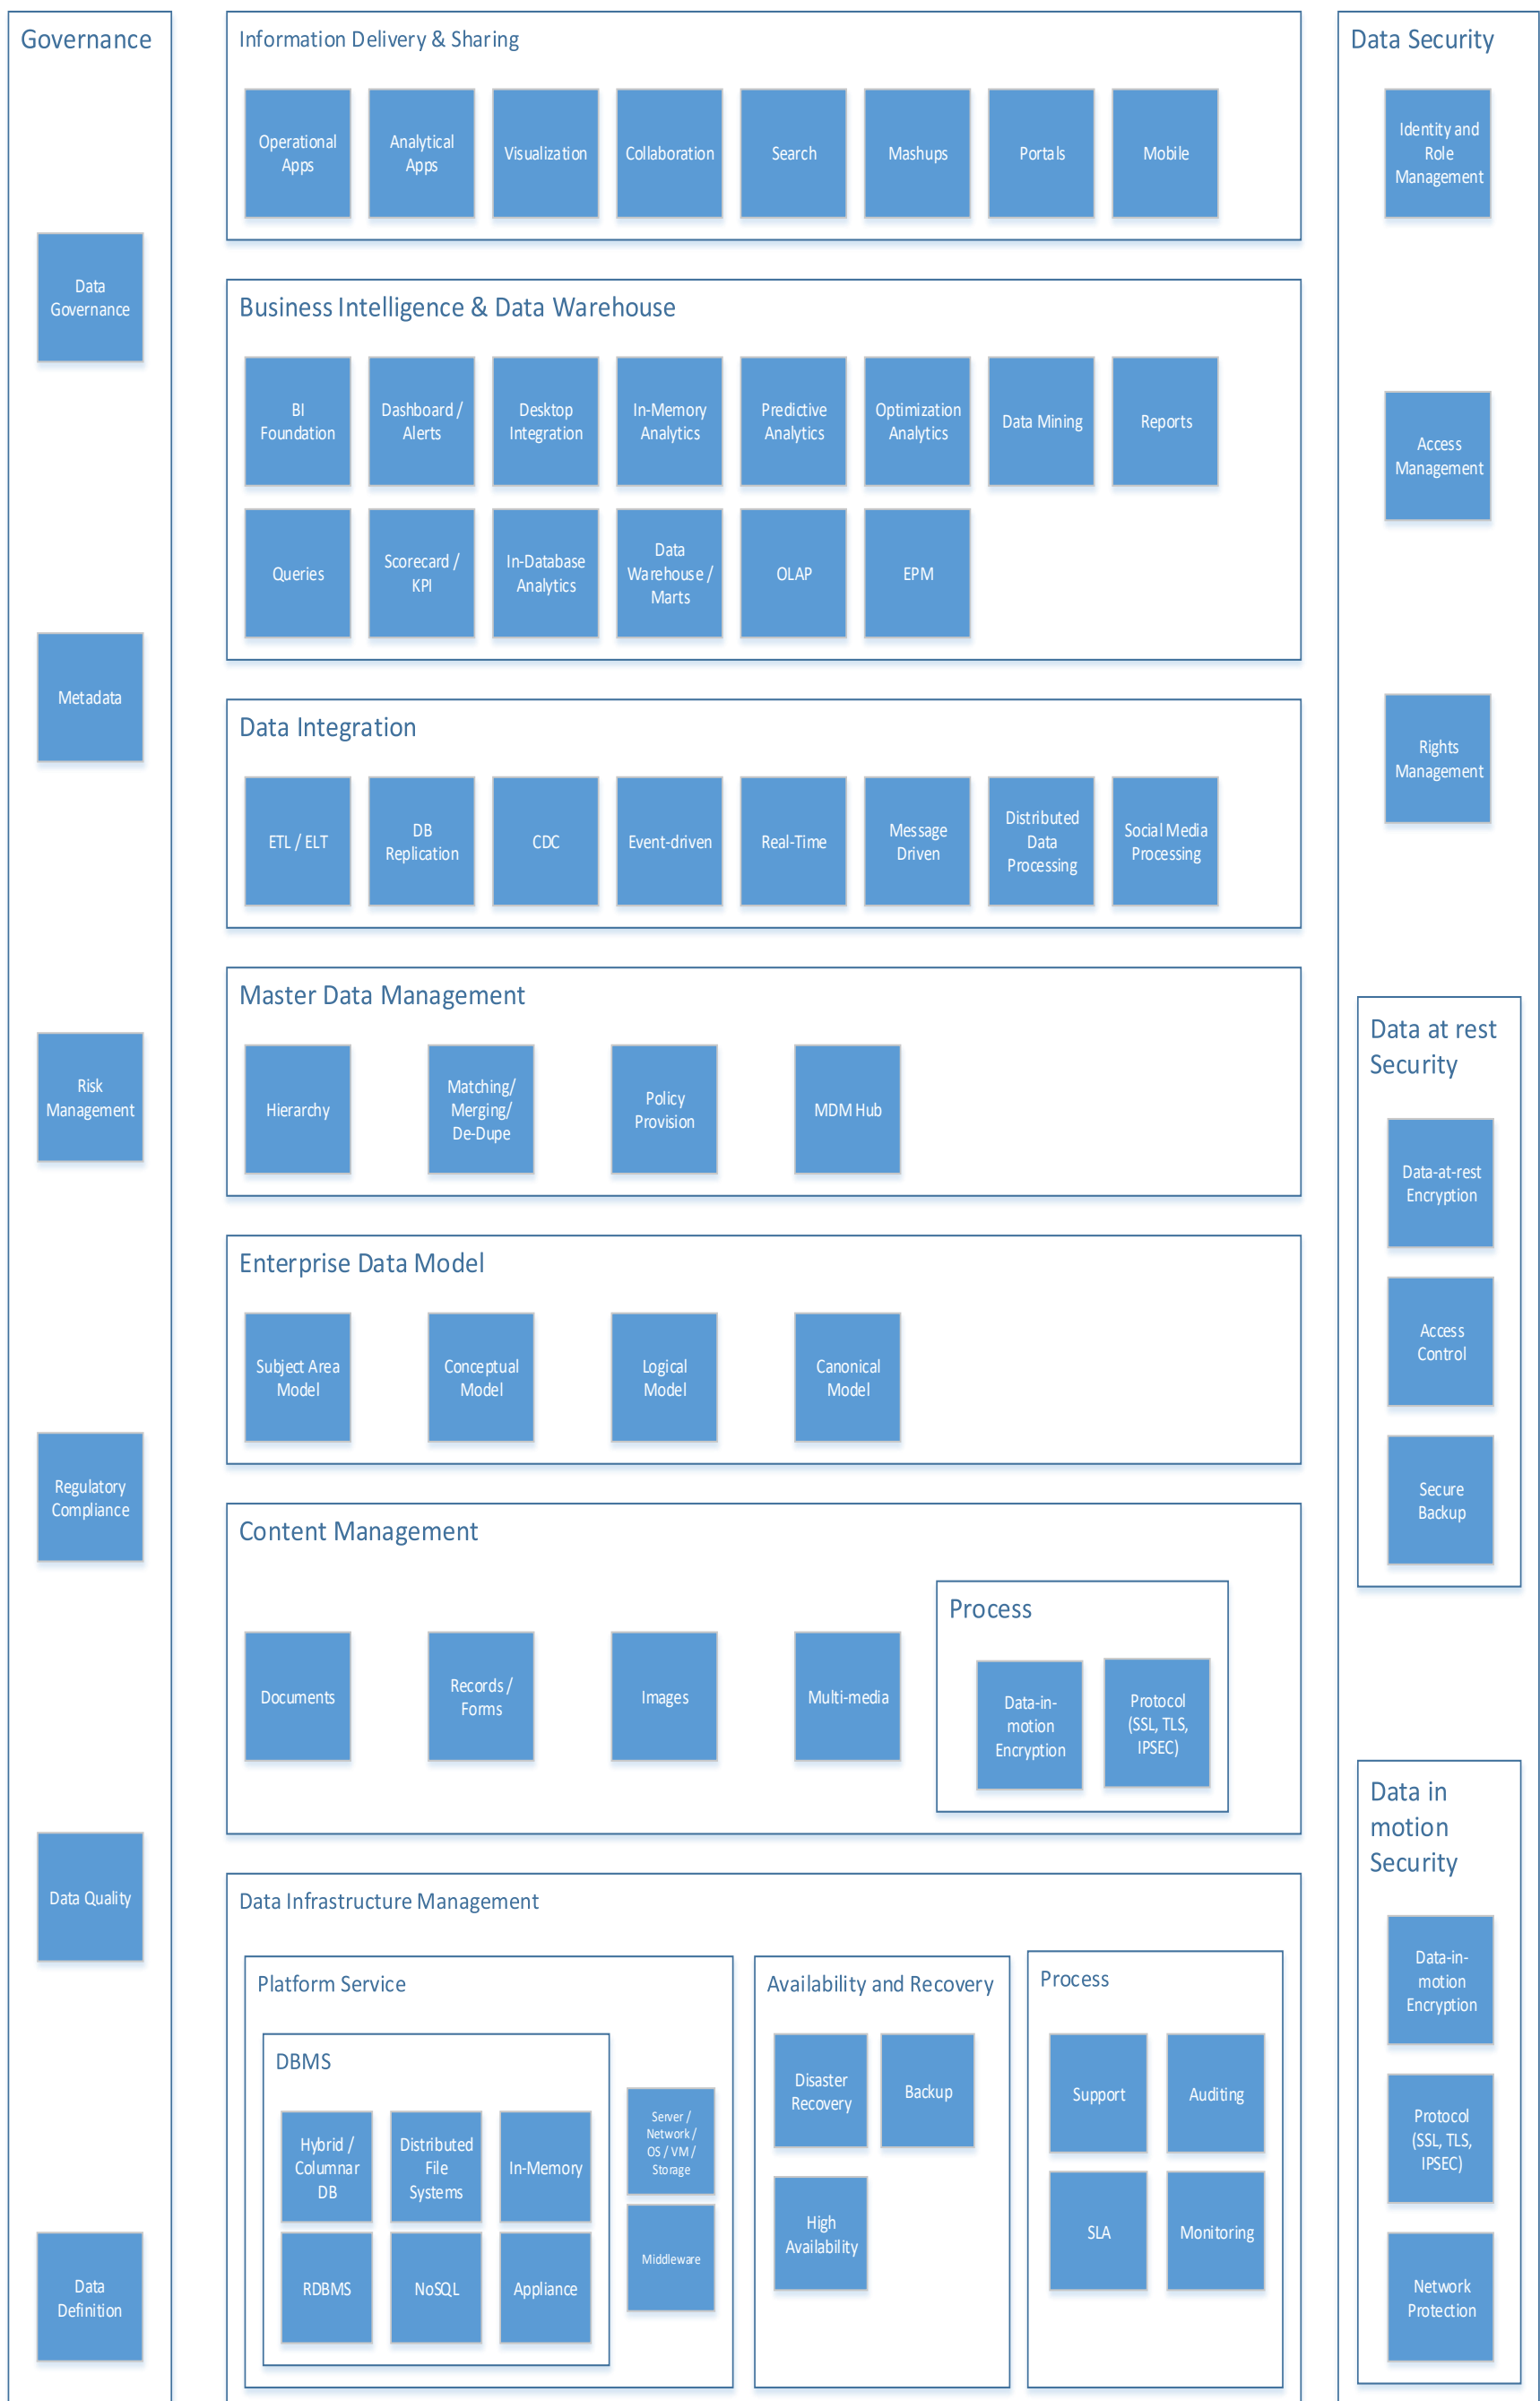 Governance
Data
Governance
Metadata
Risk
Management
Regulatory
Compliance
Data Quality
Data
Definition
Information Delivery & Sharing
Operational
Apps
Analytical
Apps
Visualization
Collaboration
Search
Mashups
Portals
Mobile
Business Intelligence & Data Warehouse
BI
Foundation
Dashboard /
Alerts
Desktop
Integration
In-Memory
Analytics
Predictive
Analytics
Optimization
Analytics
Data Mining
Reports
Queries
Scorecard /
KPI
In-Database
Analytics
Data
Warehouse /
Marts
OLAP
EPM
Data Integration
ETL / ELT
DB
Replication
CDC
Event-driven
Real-Time
Message
Driven
Distributed
Data
Processing
Social Media
Processing
Master Data Management
Hierarchy
Matching/
Merging/
De-Dupe
Policy
Provision
MDM Hub
Enterprise Data Model
Subject Area
Model
Conceptual
Model
Logical
Model
Canonical
Model
Content Management
Documents
Records /
Forms
Images
Multi-media
Process
Data-in-
motion
Encryption
Protocol
(SSL, TLS,
IPSEC)
Data Infrastructure Management
Platform Service
DBMS
Hybrid /
Columnar
DB
Distributed
File
Systems
In-Memory
RDBMS
NoSQL
Appliance
Server /
Network /
OS / VM /
Storage
Middleware
Availability and Recovery
Disaster
Recovery
Backup
High
Availability
Process
Support
Auditing
SLA
Monitoring
Data Security
Identity and
Role
Management
Access
Management
Rights
Management
Data at rest
Security
Data-at-rest
Encryption
Access
Control
Secure
Backup
Data in
motion
Security
Data-in-
motion
Encryption
Protocol
(SSL, TLS,
IPSEC)
Network
Protection